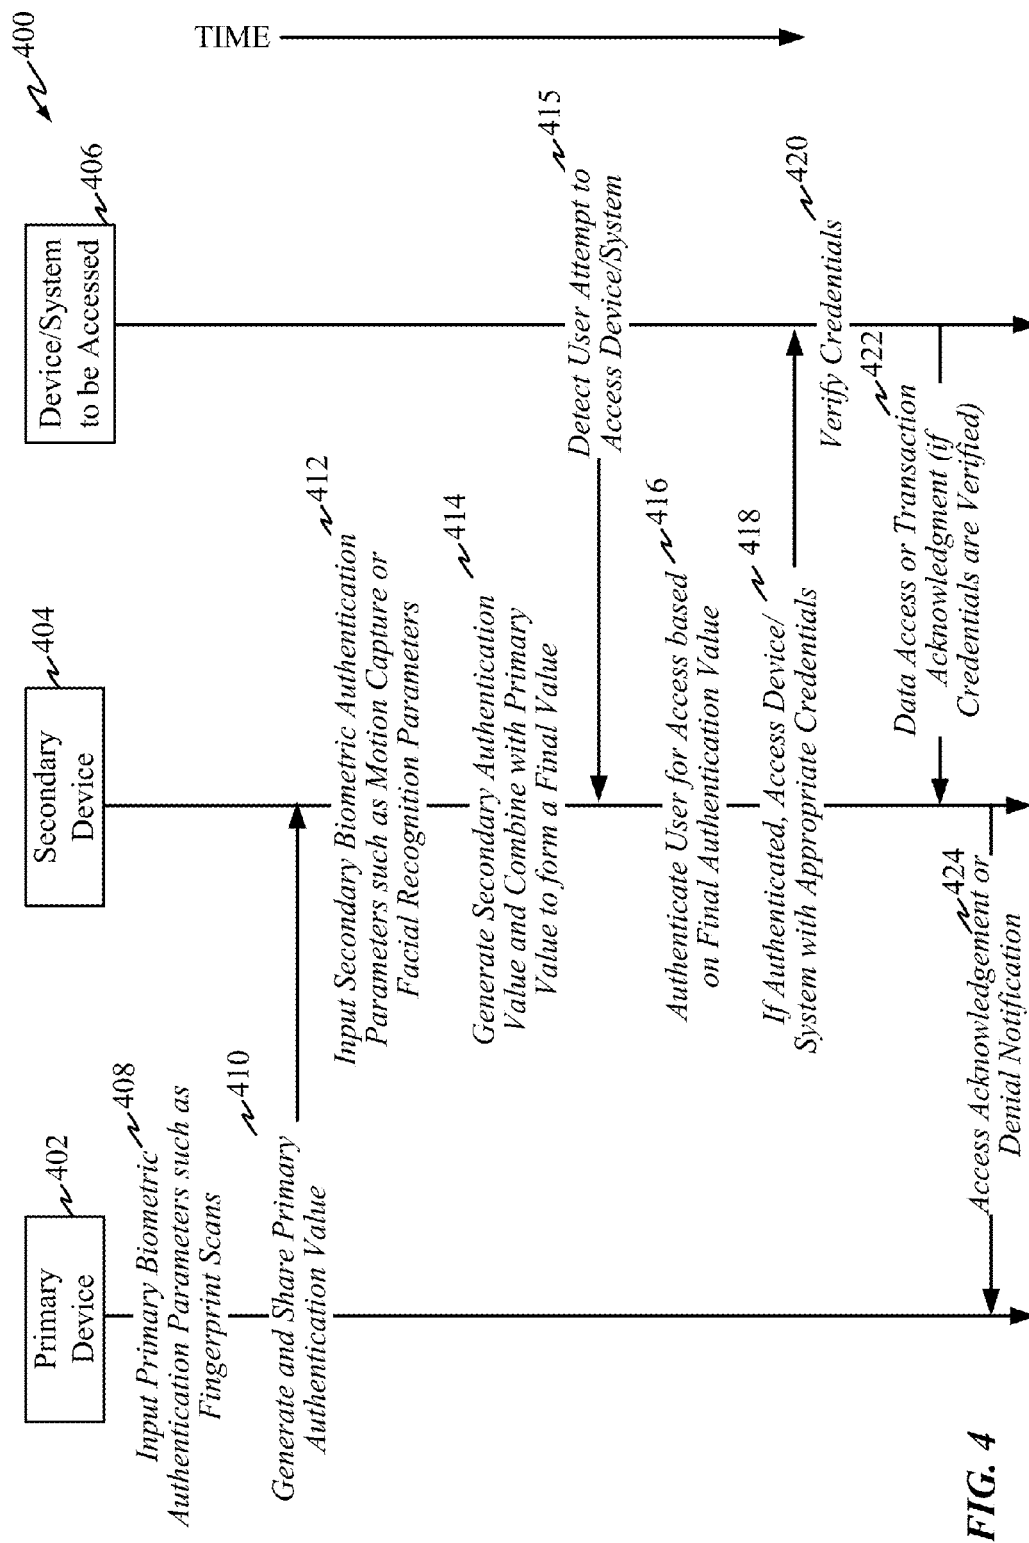 400
TIME
Primary
Device
402
Secondary
Device
404
Device/System
to be Accessed
406
Input Primary Biometric
Authentication Parameters such as
Fingerprint Scans
408
Generate and Share Primary
Authentication Value
410
Input Secondary Biometric Authentication
Parameters such as Motion Capture or
Facial Recognition Parameters
412
Generate Secondary Authentication
Value and Combine with Primary
Value to form a Final Value
414
Detect User Attempt to
Access Device/System
415
Authenticate User for Access based
on Final Authentication Value
416
If Authenticated, Access Device/
System with Appropriate Credentials
418
Verify Credentials
420
422
Data Access or Transaction
Acknowledgment (if
Credentials are Verified)
424
Access Acknowledgement or
Denial Notification
FIG. 4